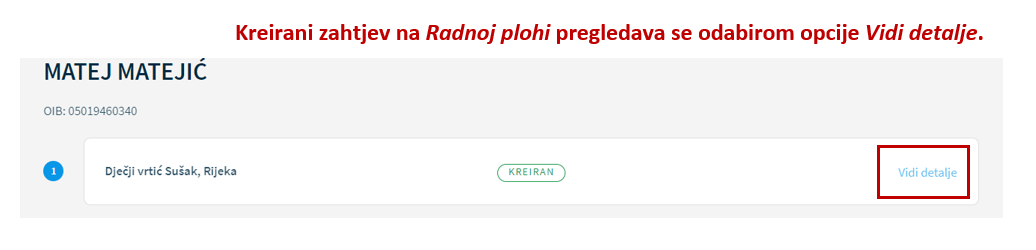 Kreirani zahtjev na Radnoj plohi pregledava se odabirom opcije Vidi detalje.
MATEJ MATEJIĆ
OIB: 05019460340
1 Dječji vrtić Sušak, Rijeka KREIRAN Vidi detalje